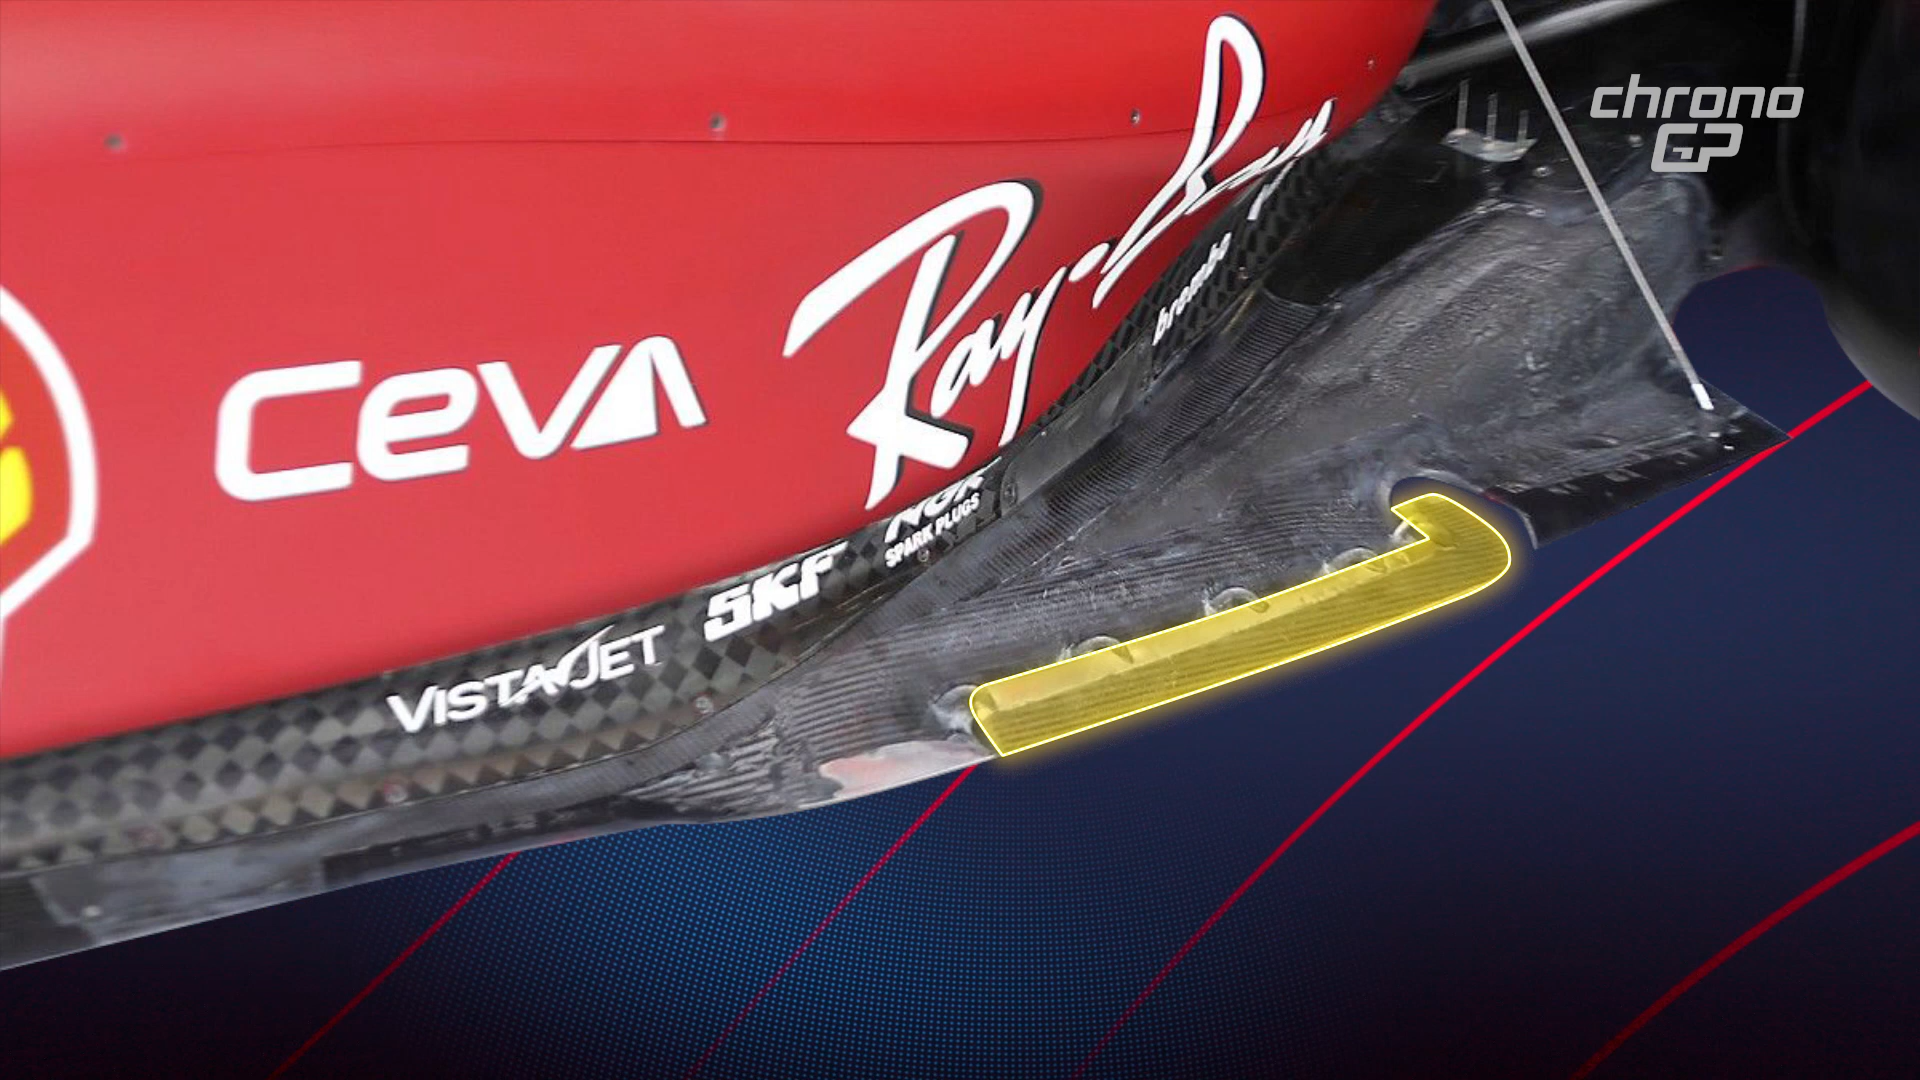 chrono
GP
Ray-Ban
brembo
CEVA
NGK
SPARK PLUGS
SKF
VISTAJET